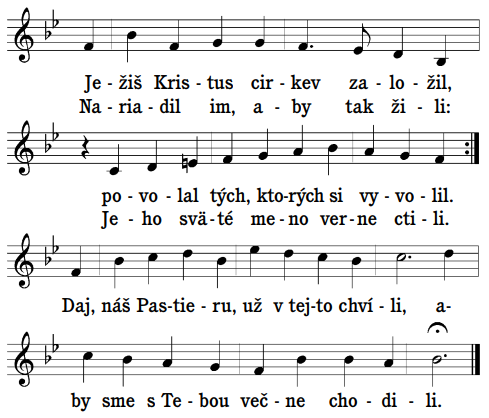 Je - žiš Kris - tus cir - kev za - lo - žil,
Na - ria - dil im, a - by tak ži - li:
po - vo - lal tých, kto-rých si vy - vo - lil.
Je - ho svä - té me - no ver - ne cti - li.
Daj, náš Pas - tie - ru, už v tej-to chví - li, a-
by sme s Te - bou več - ne cho - di - li.